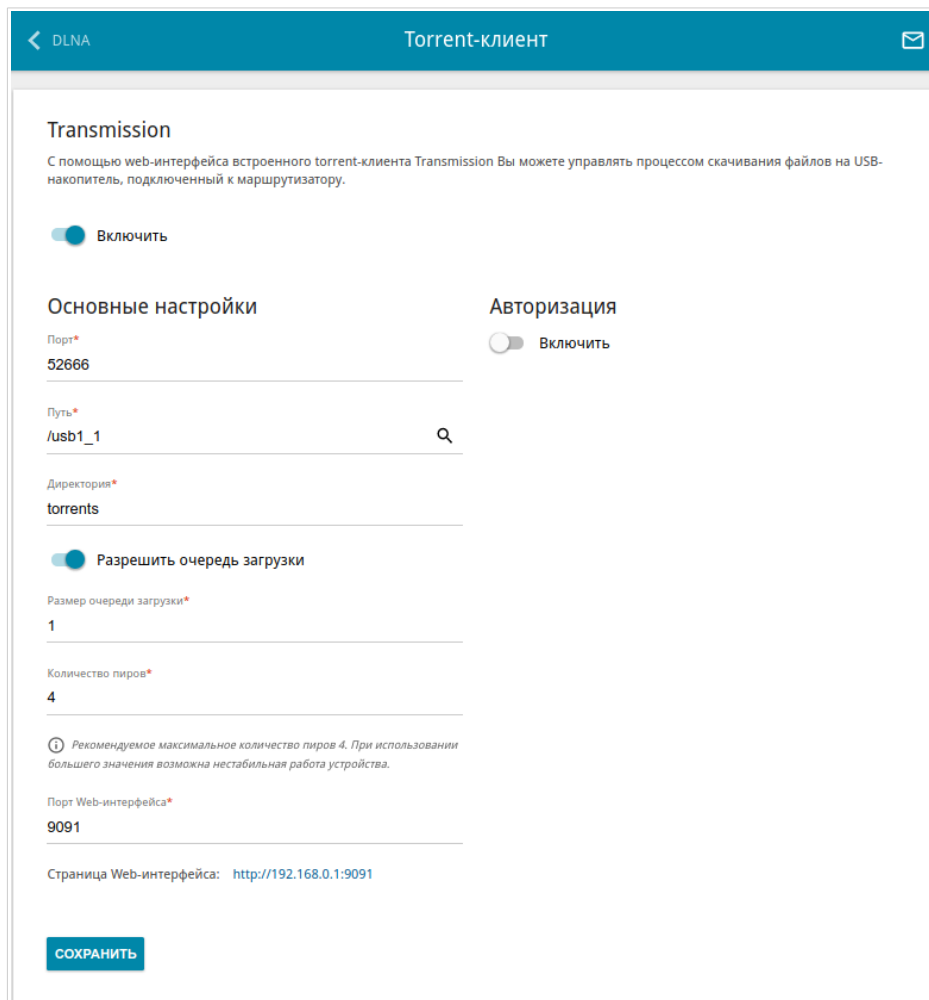 DLNA
Torrent-клиент
Transmission
С помощью web-интерфейса встроенного torrent-клиента Transmission Вы можете управлять процессом скачивания файлов на USB-
накопитель, подключенный к маршрутизатору.
Включить
Основные настройки
Порт*
52666
Путь*
/usb1_1
Директория*
torrents
Разрешить очередь загрузки
Размер очереди загрузки*
1
Количество пиров*
4
Рекомендуемое максимальное количество пиров 4. При использовании
большего значения возможна нестабильная работа устройства.
Порт Web-интерфейса*
9091
Страница Web-интерфейса: http://192.168.0.1:9091
СОХРАНИТЬ
Авторизация
Включить